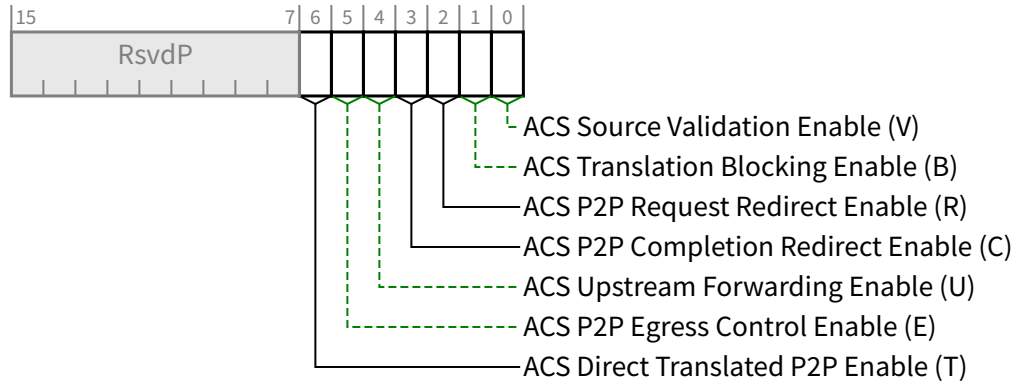 15 7 6 5 4 3 2 1 0
RsvdP
ACS Source Validation Enable (V)
ACS Translation Blocking Enable (B)
ACS P2P Request Redirect Enable (R)
ACS P2P Completion Redirect Enable (C)
ACS Upstream Forwarding Enable (U)
ACS P2P Egress Control Enable (E)
ACS Direct Translated P2P Enable (T)